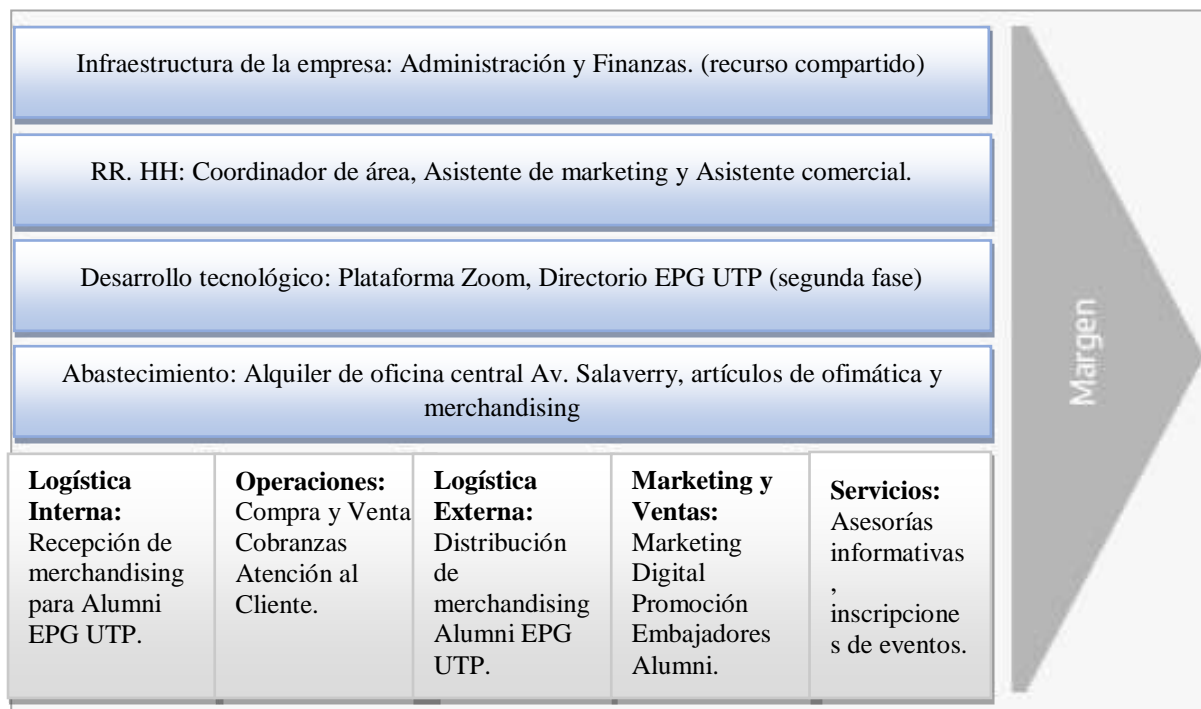 Infraestructura de la empresa: Administración y Finanzas. (recurso compartido)
RR. HH: Coordinador de área, Asistente de marketing y Asistente comercial.
Desarrollo tecnológico: Plataforma Zoom, Directorio EPG UTP (segunda fase)
Abastecimiento: Alquiler de oficina central Av. Salaverry, artículos de ofimática y
merchandising
Margen
Logística
Interna:
Recepción de
merchandising
para Alumni
EPG UTP.
Operaciones:
Compra y Venta
Cobranzas
Atención al
Cliente.
Logística
Externa:
Distribución
de
merchandising
Alumni EPG
UTP.
Marketing y
Ventas:
Marketing
Digital
Promoción
Embajadores
Alumni.
Servicios:
Asesorías
informativas
,
inscripcione
s de eventos.